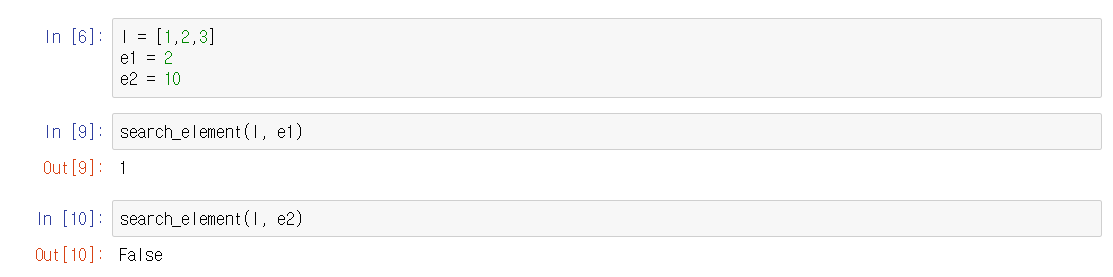 In [6]: l = [1,2,3]
e1 = 2
e2 = 10
In [9]: search_element(l, e1)
Out[9]: 1
In [10]: search_element(l, e2)
Out[10]: False